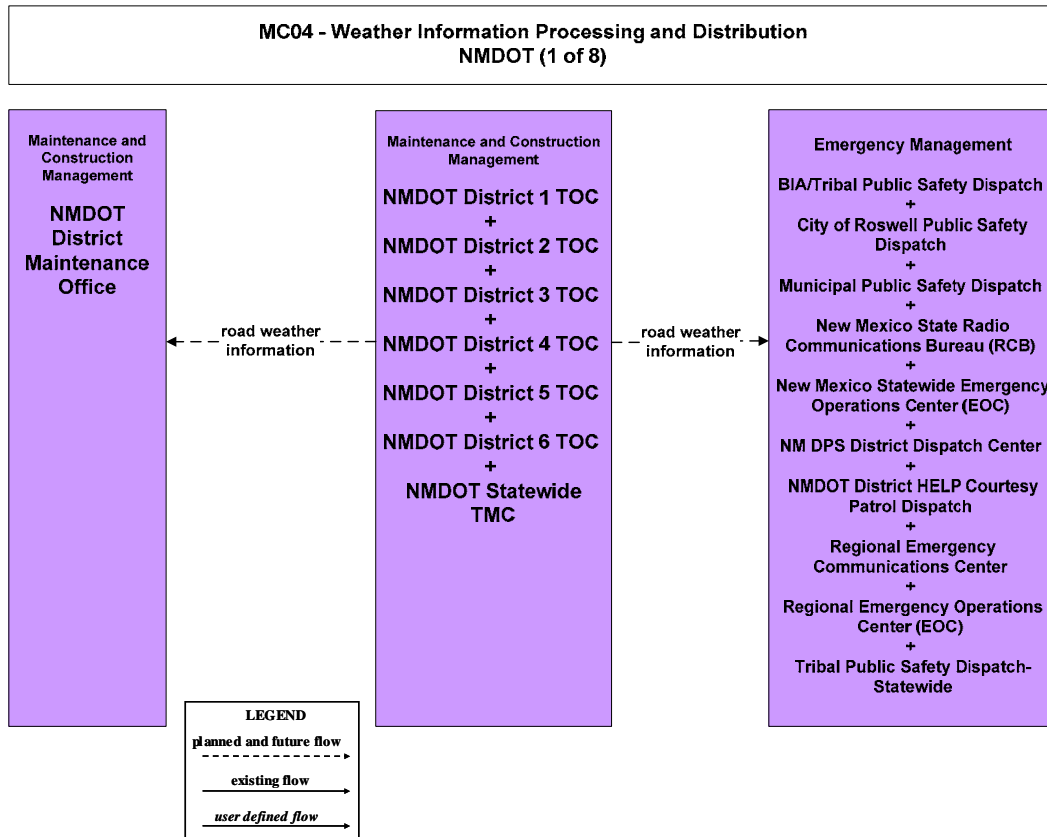 MC04 - Weather Information Processing and Distribution
NMDOT (1 of 8)
Maintenance and
Construction
Management
NMDOT
District
Maintenance
Office
road weather
information
Maintenance and Construction
Management
NMDOT District 1 TOC
+
NMDOT District 2 TOC
+
NMDOT District 3 TOC
+
NMDOT District 4 TOC
+
NMDOT District 5 TOC
+
NMDOT District 6 TOC
+
NMDOT Statewide
TMC
road weather
information
Emergency Management
BIA/Tribal Public Safety Dispatch
+
City of Roswell Public Safety
Dispatch
+
Municipal Public Safety Dispatch
+
New Mexico State Radio
Communications Bureau (RCB)
+
New Mexico Statewide Emergency
Operations Center (EOC)
+
NM DPS District Dispatch Center
+
NMDOT District HELP Courtesy
Patrol Dispatch
+
Regional Emergency
Communications Center
+
Regional Emergency Operations
Center (EOC)
+
Tribal Public Safety Dispatch-
Statewide
LEGEND
planned and future flow
existing flow
user defined flow